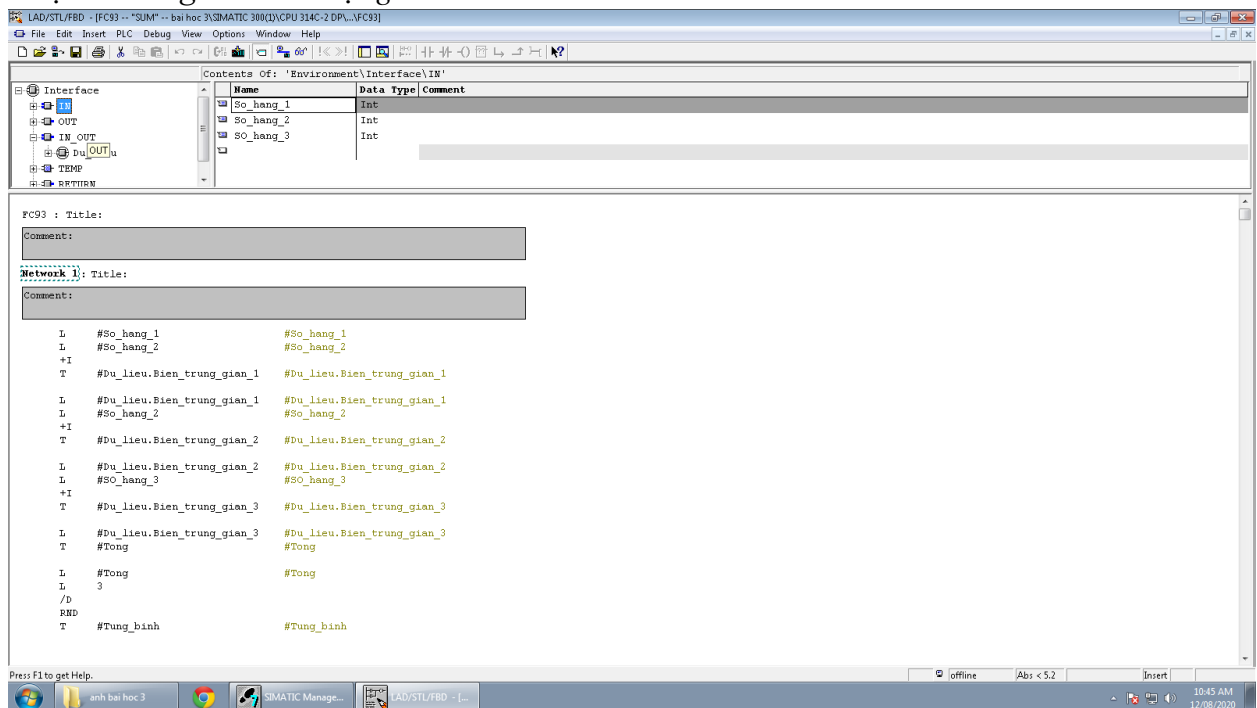 LAD/STL/FBD - [FC93 -- "SUM" -- bai hoc 3\SIMATIC 300(1)\CPU 314C-2 DP\...\FC93]
File Edit Insert PLC Debug View Options Window Help
Contents Of: 'Environment\Interface\IN'
Interface
IN
OUT
IN_OUT
Du OUT u
TEMP
RETURN
Name Data Type Comment
So_hang_1 Int
So_hang_2 Int
SO_hang_3 Int
FC93 : Title:
Comment:
Network 1: Title:
Comment:
L #So_hang_1 #So_hang_1
L #So_hang_2 #So_hang_2
+I
T #Du_lieu.Bien_trung_gian_1 #Du_lieu.Bien_trung_gian_1
L #Du_lieu.Bien_trung_gian_1 #Du_lieu.Bien_trung_gian_1
L #So_hang_2 #So_hang_2
+I
T #Du_lieu.Bien_trung_gian_2 #Du_lieu.Bien_trung_gian_2
L #Du_lieu.Bien_trung_gian_2 #Du_lieu.Bien_trung_gian_2
L #SO_hang_3 #SO_hang_3
+I
T #Du_lieu.Bien_trung_gian_3 #Du_lieu.Bien_trung_gian_3
L #Du_lieu.Bien_trung_gian_3 #Du_lieu.Bien_trung_gian_3
T #Tong #Tong
L #Tong #Tong
L 3
/D
RND
T #Tung_binh #Tung_binh
Press F1 to get Help.
offline Abs < 5.2 Insert
anh bai hoc 3 SIMATIC Manage... LAD/STL/FBD - [...
10:45 AM
12/08/2020